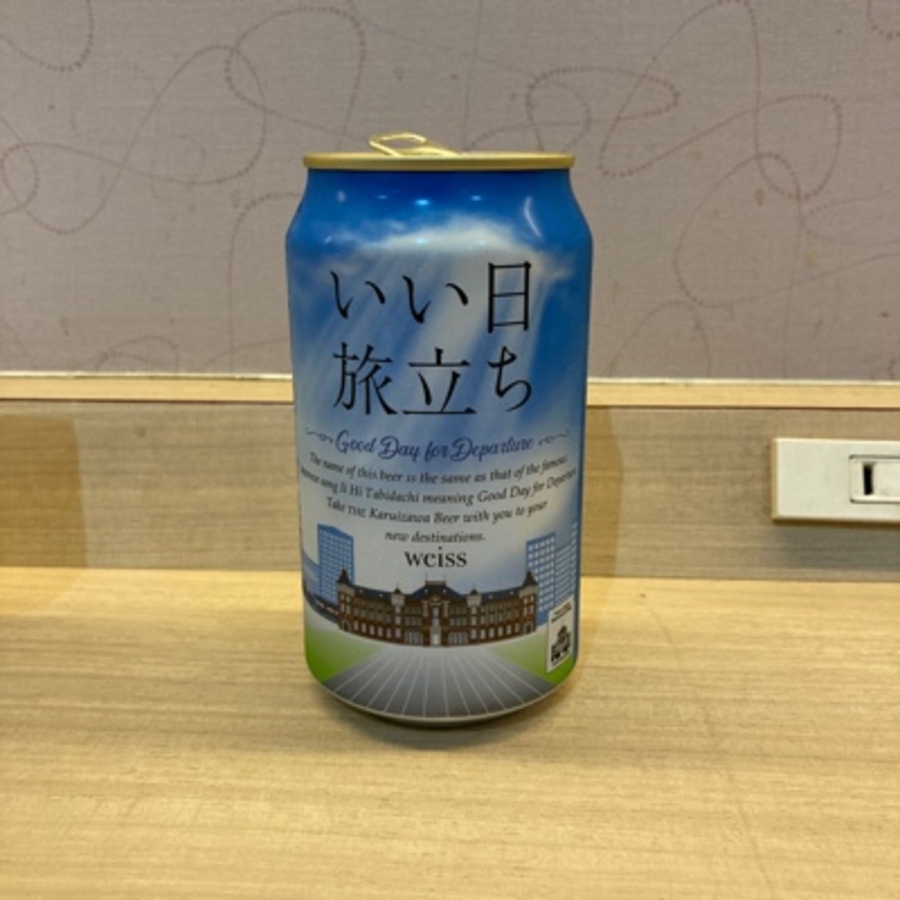 いい日
旅立ち
Good Day for Departure
The name of this beer is the same as that of the famous
song Ii Hi Tabidachi meaning Good Day for
Take THE Karuizawa Beer with you to your
new destinations.
weiss